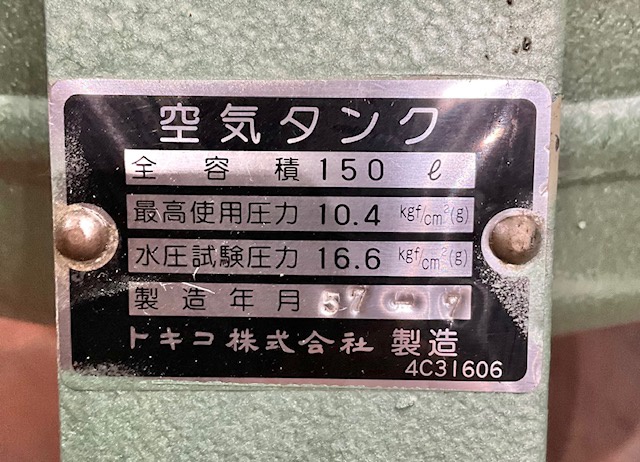 空気タンク
全容積 150 ℓ
最高使用圧力 10.4 kgf/cm²(g)
水圧試験圧力 16.6 kgf/cm²(g)
製造年月 57-7
トキコ株式会社 製造
4C31606